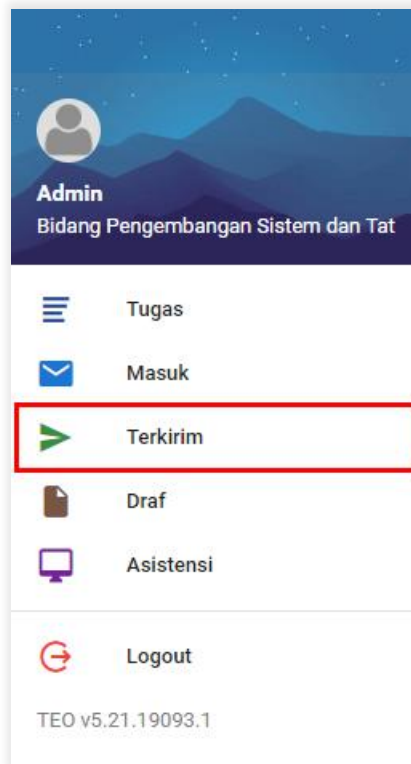 Admin
Bidang Pengembangan Sistem dan Tat
Tugas
Masuk
Terkirim
Draf
Asistensi
Logout
TEO v5.21.19093.1